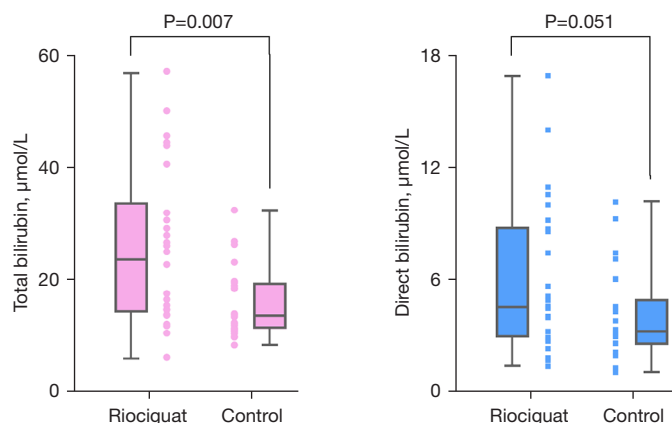 P=0.007
60
40
20
0
Total bilirubin, µmol/L
Riociguat
Control
P=0.051
18
12
6
0
Direct bilirubin, µmol/L
Riociguat
Control